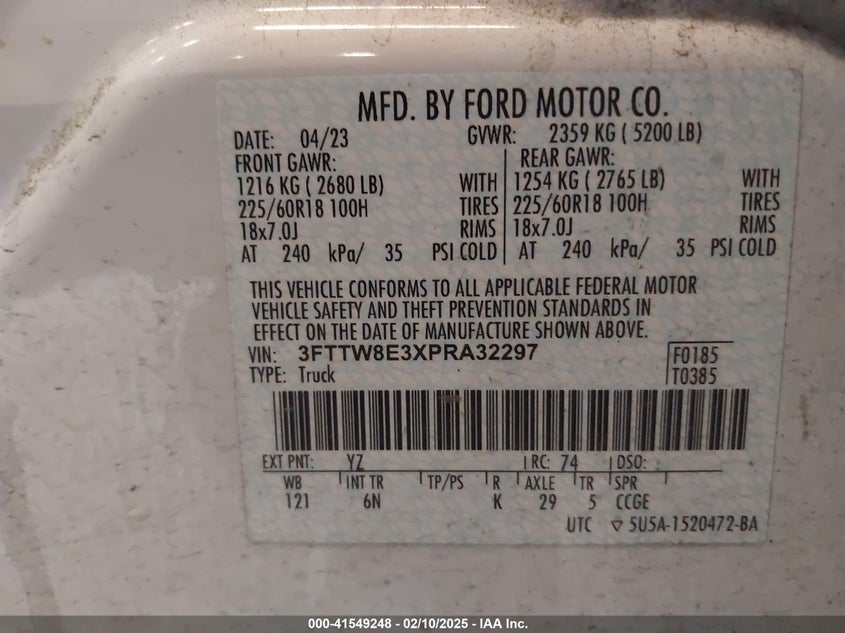 MFD. BY FORD MOTOR CO.
DATE: 04/23 GVWR: 2359 KG ( 5200 LB)
FRONT GAWR: REAR GAWR:
1216 KG ( 2680 LB) WITH 1254 KG ( 2765 LB) WITH
225/60R18 100H TIRES 225/60R18 100H TIRES
18x7.0J RIMS 18x7.0J RIMS
AT 240 kPa/ 35 PSI COLD AT 240 kPa/ 35 PSI COLD
THIS VEHICLE CONFORMS TO ALL APPLICABLE FEDERAL MOTOR
VEHICLE SAFETY AND THEFT PREVENTION STANDARDS IN
EFFECT ON THE DATE OF MANUFACTURE SHOWN ABOVE.
VIN: 3FTTW8E3XPRA32297 F0185
TYPE: Truck T0385
EXT PNT: YZ RC: 74 DSO:
WB INT TR TP/PS R AXLE TR SPR
121 6N K 29 5 CCGE
UTC ▽ 5U5A-1520472-BA
000-41549248 - 02/10/2025 - IAA Inc.